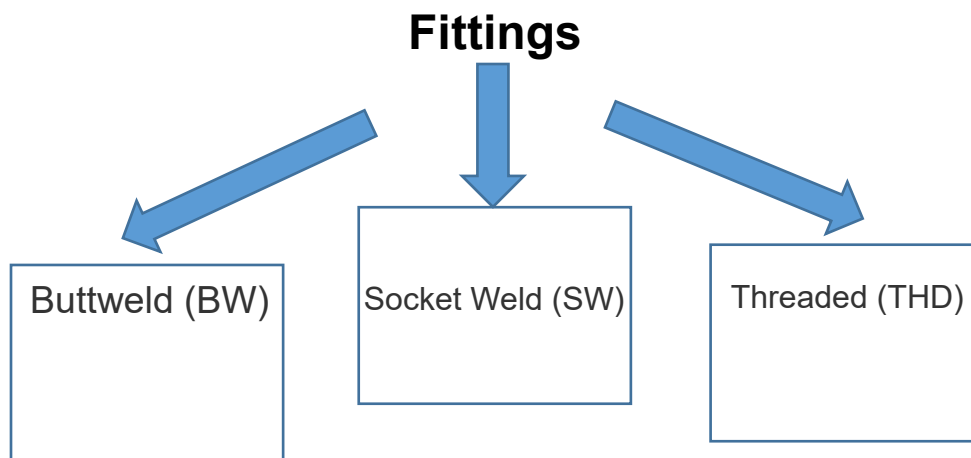 Fittings
Buttweld (BW)
Socket Weld (SW)
Threaded (THD)